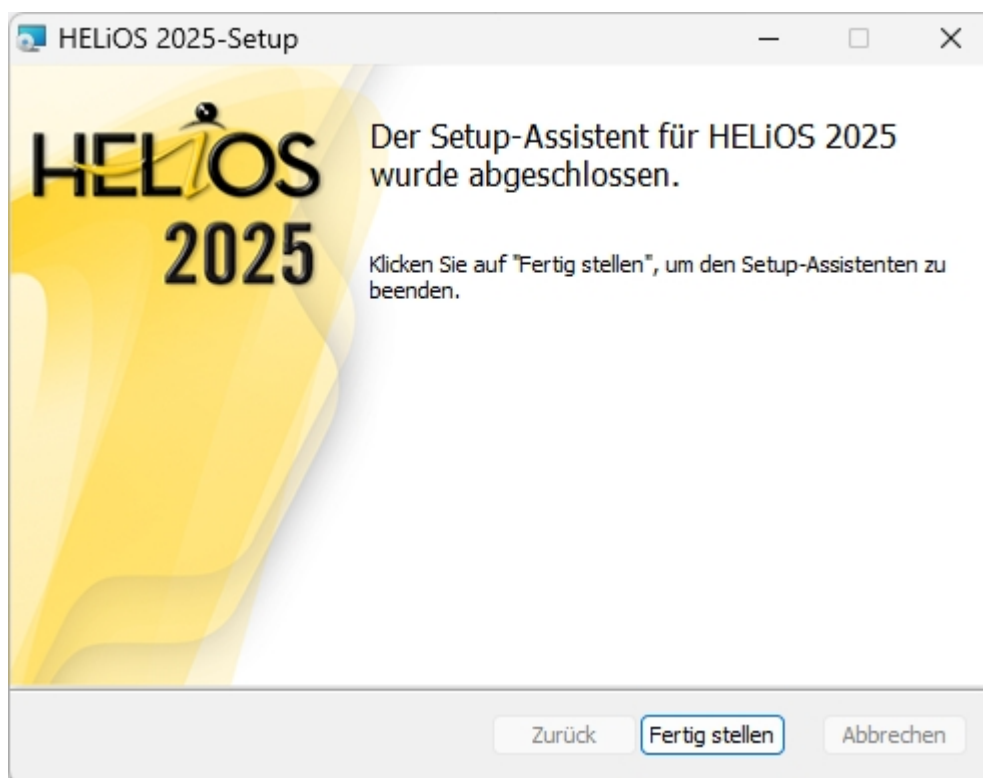 HELiOS 2025-Setup
HELiOS
2025
Der Setup-Assistent für HELiOS 2025
wurde abgeschlossen.
Klicken Sie auf "Fertig stellen", um den Setup-Assistenten zu
beenden.
Zurück
Fertig stellen
Abbrechen